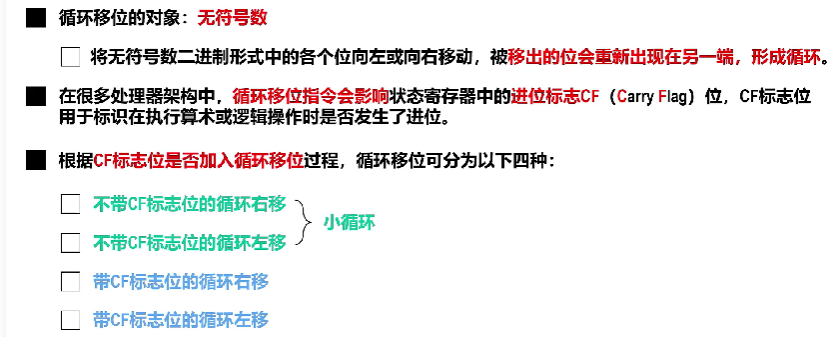 循环移位的对象：无符号数
将无符号数二进制形式中的各个位向左或向右移动，被移出的位会重新出现在另一端，形成循环。
在很多处理器架构中，循环移位指令会影响状态寄存器中的进位标志CF（Carry Flag）位，CF标志位
用于标识在执行算术或逻辑操作时是否发生了进位。
根据CF标志位是否加入循环移位过程，循环移位可分为以下四种：
不带CF标志位的循环右移
小循环
不带CF标志位的循环左移
带CF标志位的循环右移
带CF标志位的循环左移